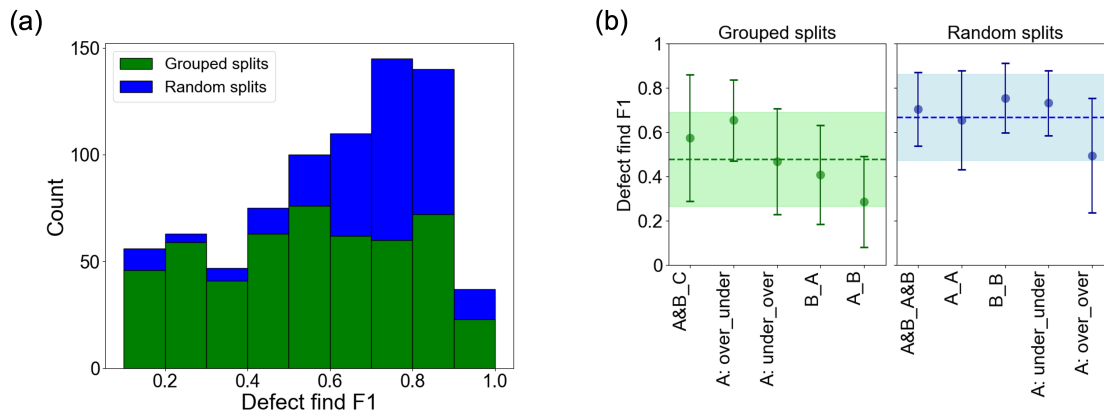 (a)
150
100
50
0
Count
Grouped splits
Random splits
0.2 0.4 0.6 0.8 1.0
Defect find F1
(b)
Grouped splits
Random splits
1
0.8
0.6
0.4
0.2
0
Defect find F1
A&B_C
A: over_under
A: under_over
B_A
A_B
A&B_A&B
A_A
B_B
A: under_under
A: over_over